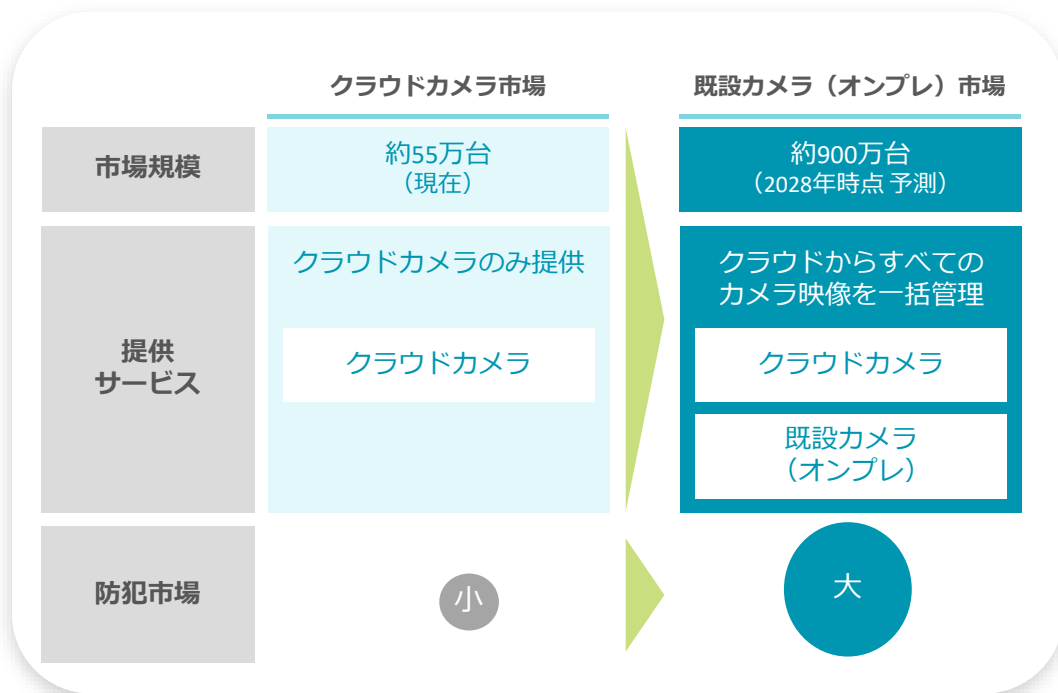 クラウドカメラ市場
既設カメラ（オンプレ）市場
市場規模
約55万台
（現在）
約900万台
（2028年時点 予測）
提供
サービス
クラウドカメラのみ提供
クラウドカメラ
クラウドからすべての
カメラ映像を一括管理
クラウドカメラ
既設カメラ
（オンプレ）
防犯市場
小
大